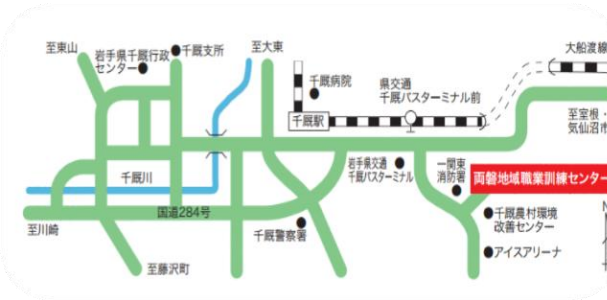 至東山
岩手県千厩行政
センター
千厩支所
至大東
千厩病院
千厩駅
県交通
千厩バスターミナル前
大船渡線
至室根・
気仙沼市
岩手県交通
千厩バスターミナル
一関東
消防署
両磐地域職業訓練センター
千厩川
国道284号
至川崎
千厩警察署
至藤沢町
千厩農村環境
改善センター
アイスアリーナ
N